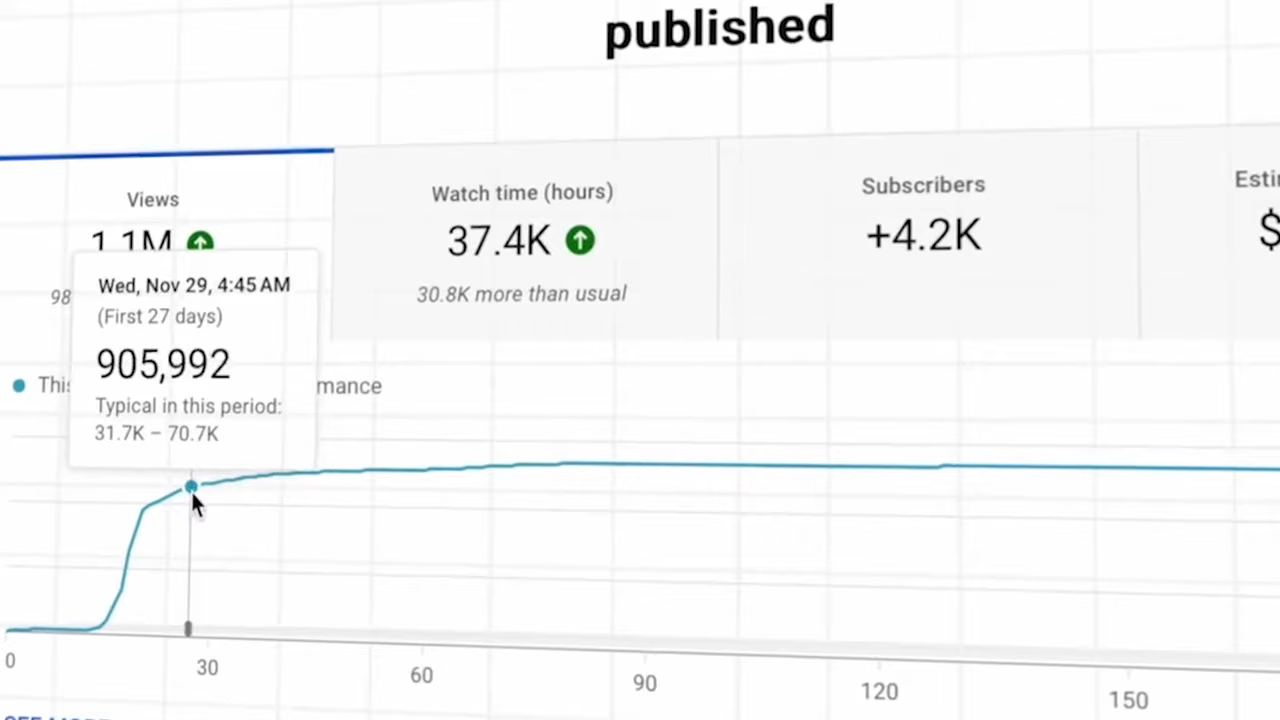 published
Views
Watch time (hours)
Subscribers
1.1M
37.4K
+4.2K
$
30.8K more than usual
98
Wed, Nov 29, 4:45 AM
(First 27 days)
905,992
Typical in this period:
31.7K – 70.7K
mance
0
30
60
90
120
150